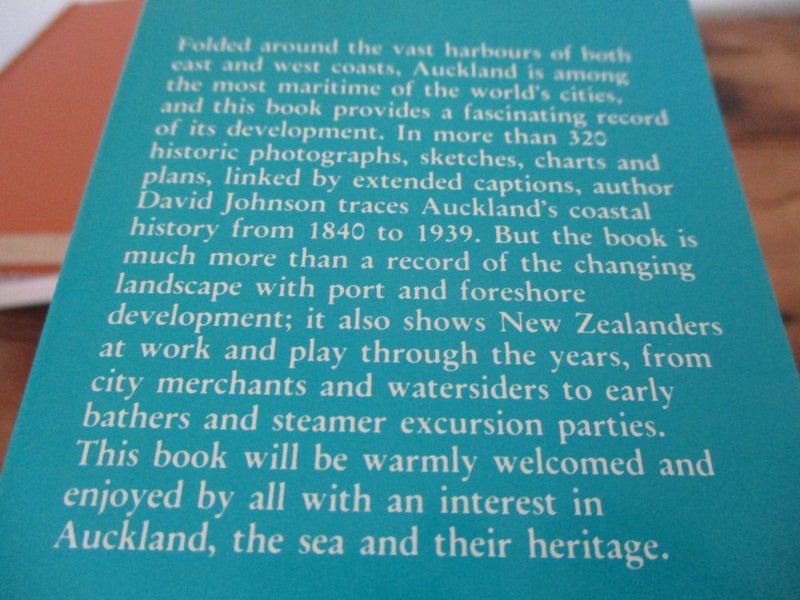 Folded around the vast harbours of both
east and west coasts, Auckland is among
the most maritime of the world's cities,
and this book provides a fascinating record
of its development. In more than 320
historic photographs, sketches, charts and
plans, linked by extended captions, author
David Johnson traces Auckland's coastal
history from 1840 to 1939. But the book is
much more than a record of the changing
landscape with port and foreshore
development; it also shows New Zealanders
at work and play through the years, from
city merchants and watersiders to early
bathers and steamer excursion parties.
This book will be warmly welcomed and
enjoyed by all with an interest in
Auckland, the sea and their heritage.